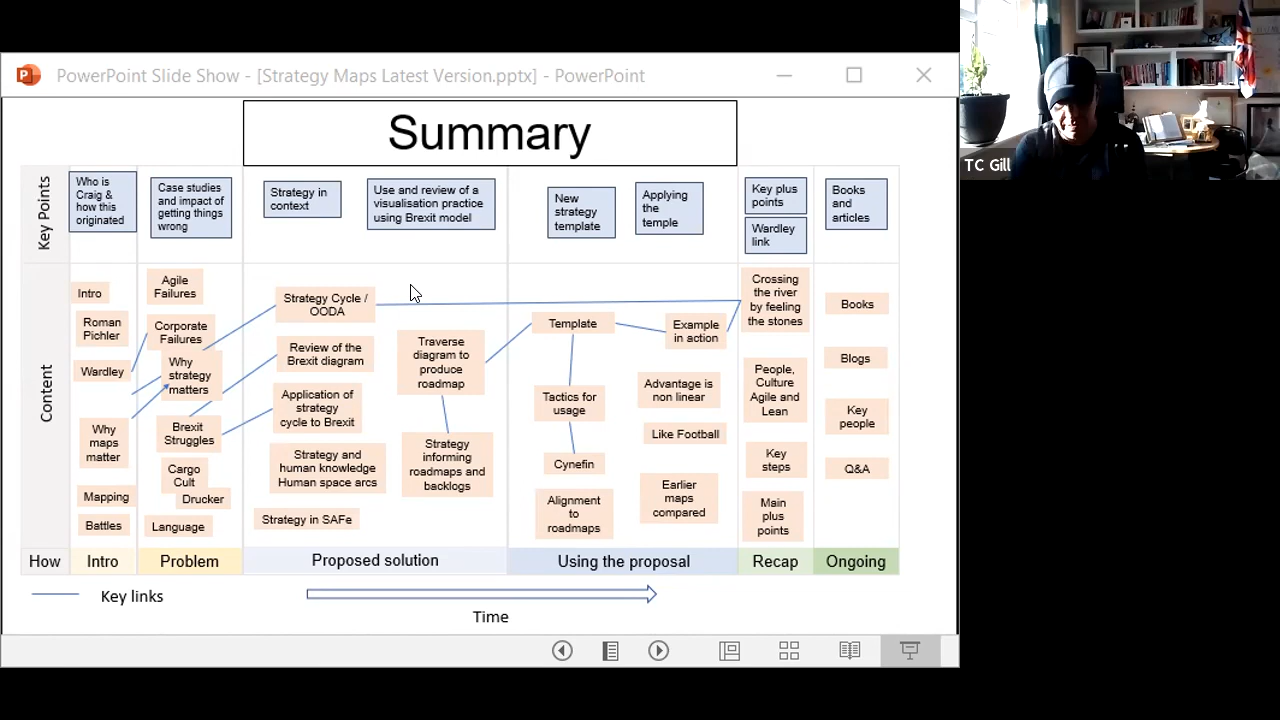 PowerPoint Slide Show - [Strategy Maps Latest Version.pptx] - PowerPoint
TC Gill
Summary
Key Points
Who is
Craig &
how this
originated
Case studies
and impact of
getting things
wrong
Strategy in
context
Use and review of a
visualisation practice
using Brexit model
New
strategy
template
Applying
the
temple
Key plus
points
Wardley
link
Books
and
articles
Content
Intro
Roman
Pichler
Wardley
Why
maps
matter
Mapping
Battles
Agile
Failures
Corporate
Failures
Why
strategy
matters
Brexit
Struggles
Cargo
Cult
Drucker
Language
Strategy Cycle /
OODA
Review of the
Brexit diagram
Application of
strategy
cycle to Brexit
Strategy and
human knowledge
Human space arcs
Strategy in SAFe
Traverse
diagram to
produce
roadmap
Strategy
informing
roadmaps and
backlogs
Template
Tactics for
usage
Cynefin
Alignment
to
roadmaps
Example
in action
Advantage is
non linear
Like Football
Earlier
maps
compared
Crossing
the river
by feeling
the stones
People,
Culture
Agile and
Lean
Key
steps
Main
plus
points
Books
Blogs
Key
people
Q&A
How
Intro
Problem
Proposed solution
Using the proposal
Recap
Ongoing
Key links
Time